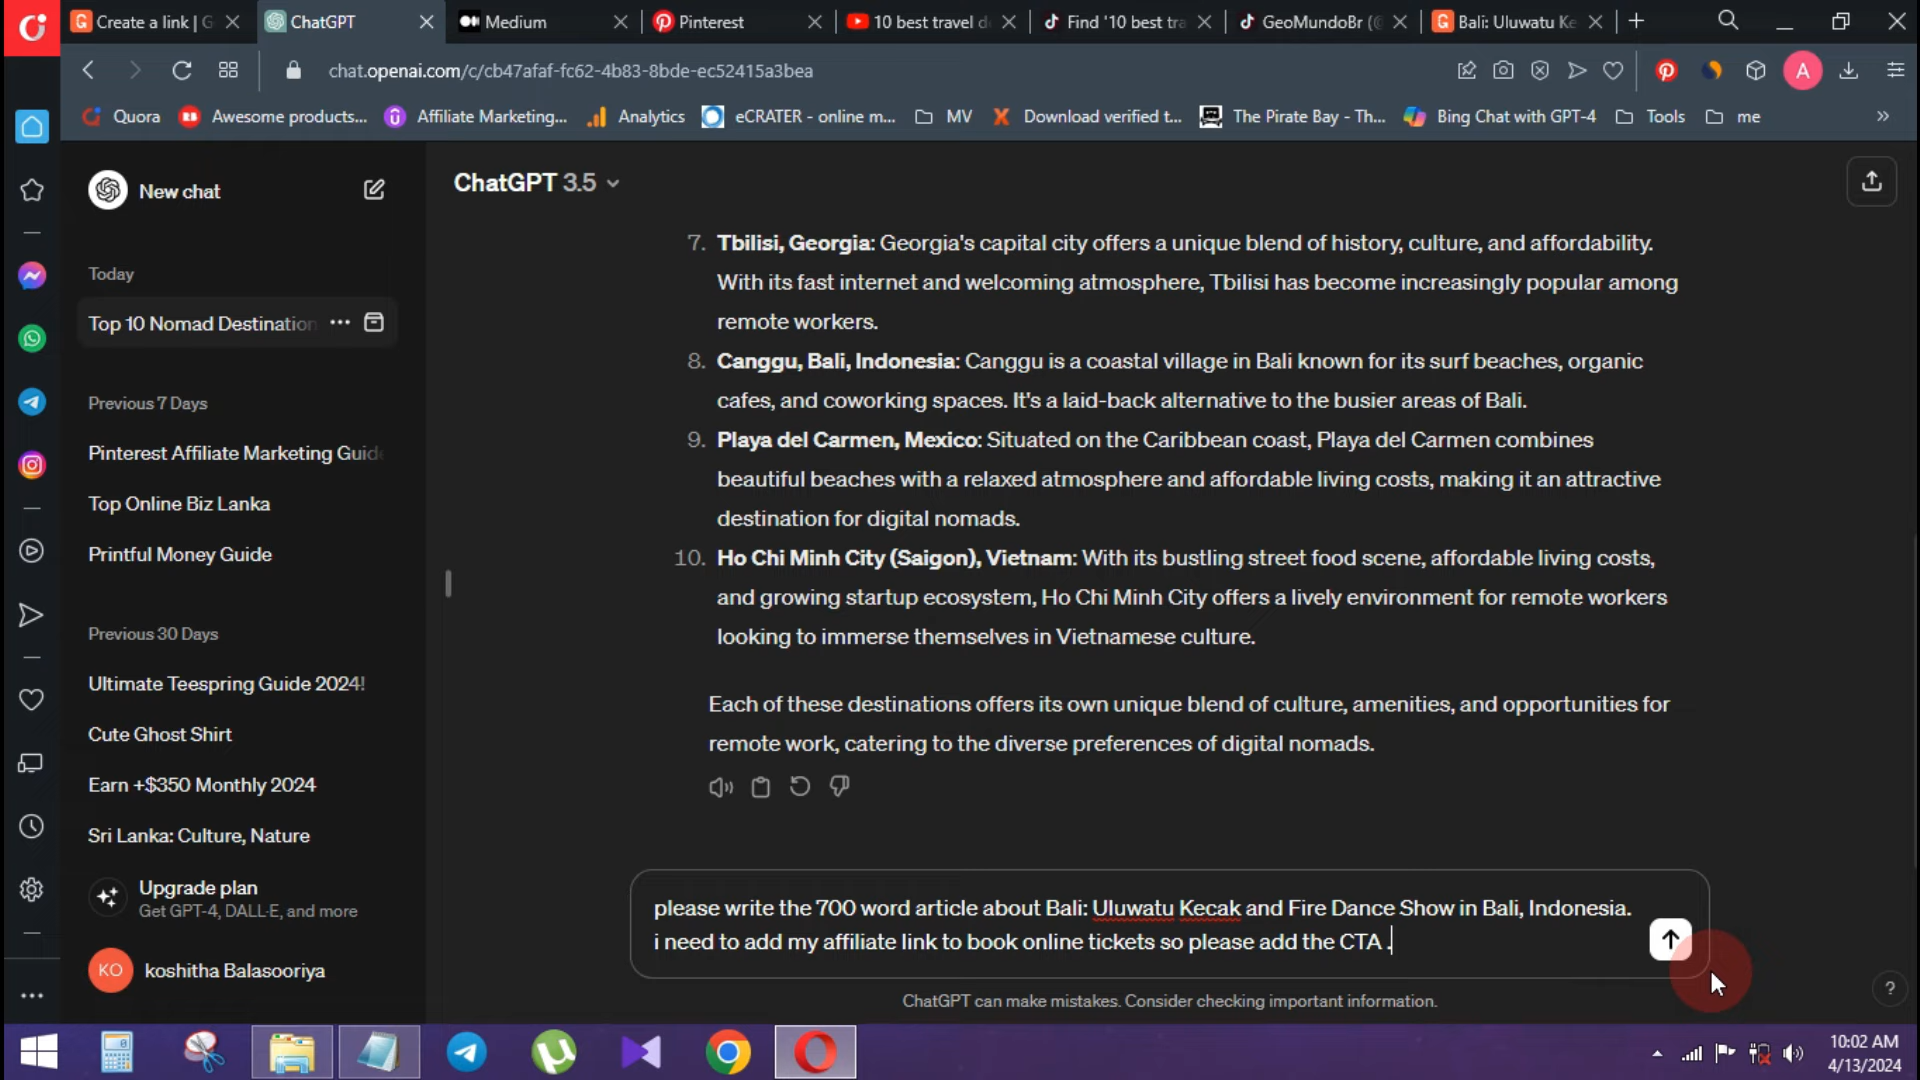 Create a link | G
ChatGPT
Medium
Pinterest
10 best travel d
Find '10 best tra
GeoMundoBr (@
Bali: Uluwatu Ke
chat.openai.com/c/cb47afaf-fc62-4b83-8bde-ec52415a3bea
A
Quora
Awesome products...
Affiliate Marketing...
Analytics
eCRATER - online m...
MV
Download verified t...
The Pirate Bay - Th...
Bing Chat with GPT-4
Tools
me
New chat
Today
Top 10 Nomad Destination
Previous 7 Days
Pinterest Affiliate Marketing Guide
Top Online Biz Lanka
Printful Money Guide
Previous 30 Days
Ultimate Teespring Guide 2024!
Cute Ghost Shirt
Earn +$350 Monthly 2024
Sri Lanka: Culture, Nature
Upgrade plan
Get GPT-4, DALL·E, and more
KO
koshitha Balasooriya
ChatGPT 3.5
7. Tbilisi, Georgia: Georgia's capital city offers a unique blend of history, culture, and affordability.
With its fast internet and welcoming atmosphere, Tbilisi has become increasingly popular among
remote workers.
8. Canggu, Bali, Indonesia: Canggu is a coastal village in Bali known for its surf beaches, organic
cafes, and coworking spaces. It's a laid-back alternative to the busier areas of Bali.
9. Playa del Carmen, Mexico: Situated on the Caribbean coast, Playa del Carmen combines
beautiful beaches with a relaxed atmosphere and affordable living costs, making it an attractive
destination for digital nomads.
10. Ho Chi Minh City (Saigon), Vietnam: With its bustling street food scene, affordable living costs,
and growing startup ecosystem, Ho Chi Minh City offers a lively environment for remote workers
looking to immerse themselves in Vietnamese culture.
Each of these destinations offers its own unique blend of culture, amenities, and opportunities for
remote work, catering to the diverse preferences of digital nomads.
please write the 700 word article about Bali: Uluwatu Kecak and Fire Dance Show in Bali, Indonesia.
i need to add my affiliate link to book online tickets so please add the CTA .
ChatGPT can make mistakes. Consider checking important information.
?
10:02 AM
4/13/2024